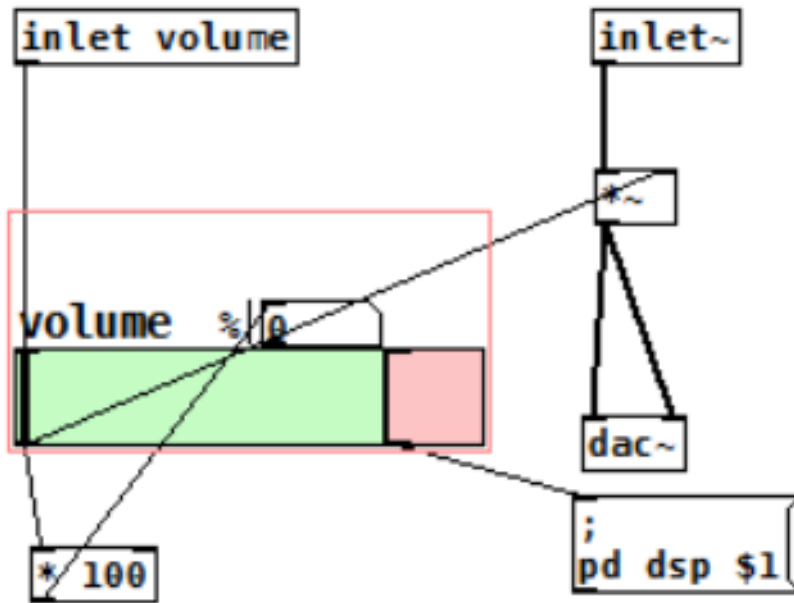 inlet volume
inlet~
*~
volume % 0
dac~
;
* 100
pd dsp $1